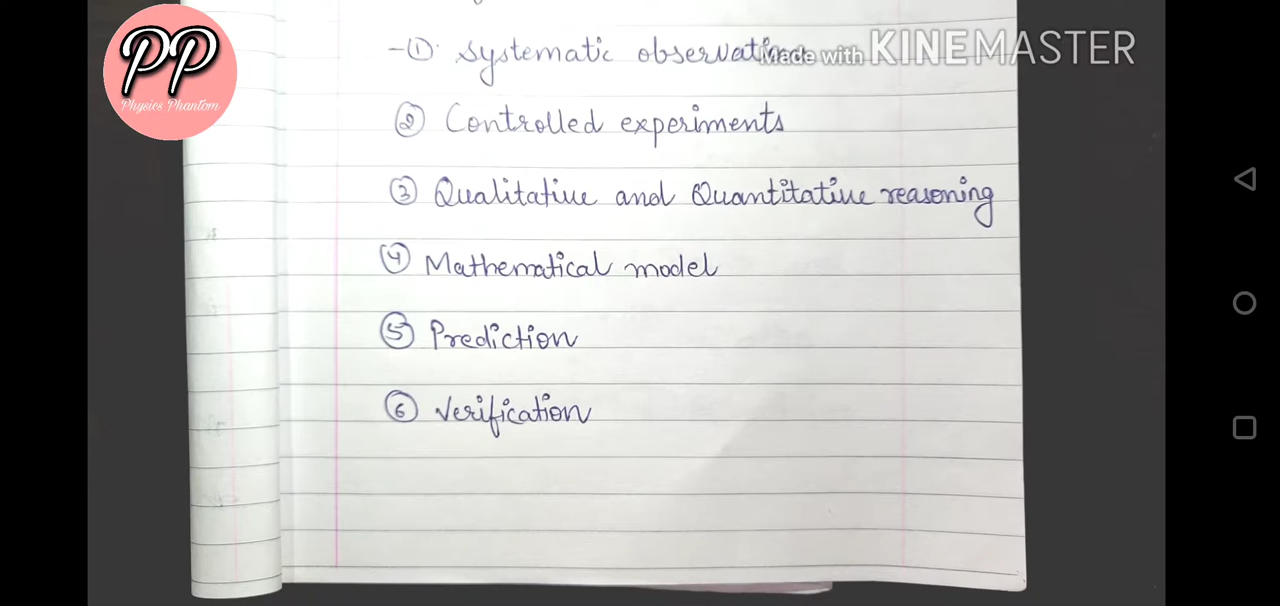 PP
Physics Phantom
Made with KINEMASTER
-① Systematic observations
② Controlled experiments
③ Qualitative and Quantitative reasoning
④ Mathematical model
⑤ Prediction
⑥ Verification